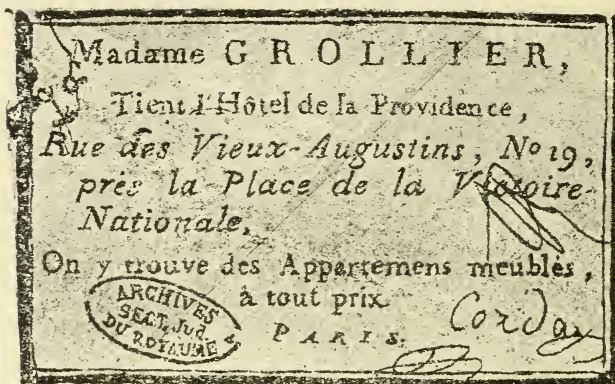 Madame GROLLIER,
Tient l'Hôtel de la Providence,
Rue des Vieux-Augustins, No 19,
près la Place de la Victoire-
Nationale,
On y trouve des Appartemens meublés,
à tout prix
PARIS.
ARCHIVES
SECT. Jud.
DU ROYAUME
Corday